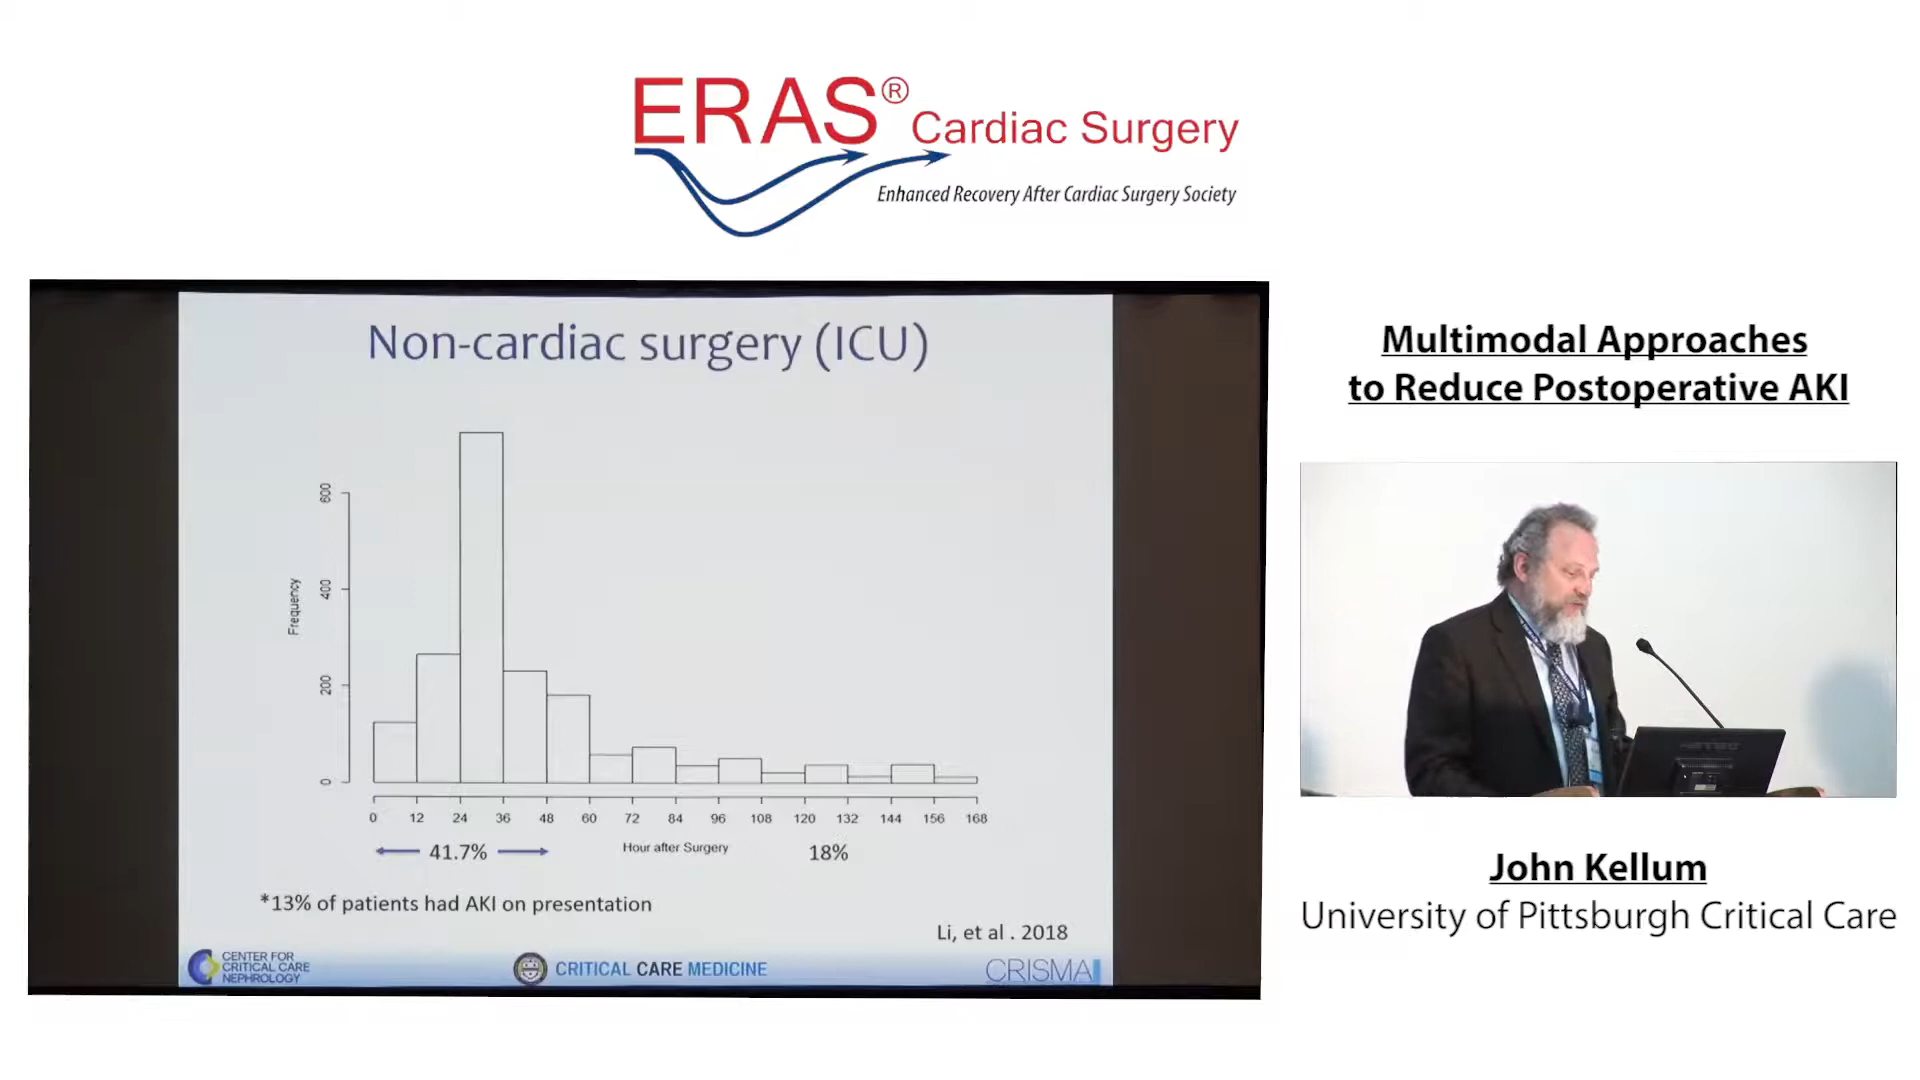 ERAS® Cardiac Surgery
Enhanced Recovery After Cardiac Surgery Society
Non-cardiac surgery (ICU)
600
400
200
0
Frequency
0 12 24 36 48 60 72 84 96 108 120 132 144 156 168
Hour after Surgery
41.7%
18%
*13% of patients had AKI on presentation
Li, et al . 2018
CENTER FOR
CRITICAL CARE
NEPHROLOGY
CRITICAL CARE MEDICINE
CRISMA
Multimodal Approaches
to Reduce Postoperative AKI
John Kellum
University of Pittsburgh Critical Care